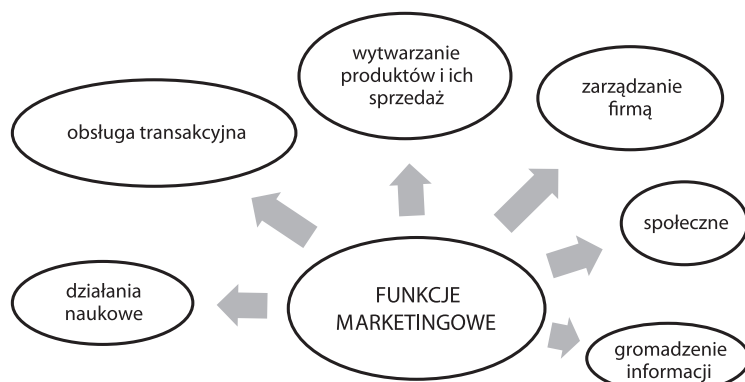 wytwarzanie
produktów i ich
sprzedaż
zarządzanie
firmą
obsługa transakcyjna
społeczne
działania
naukowe
FUNKCJE
MARKETINGOWE
gromadzenie
informacji